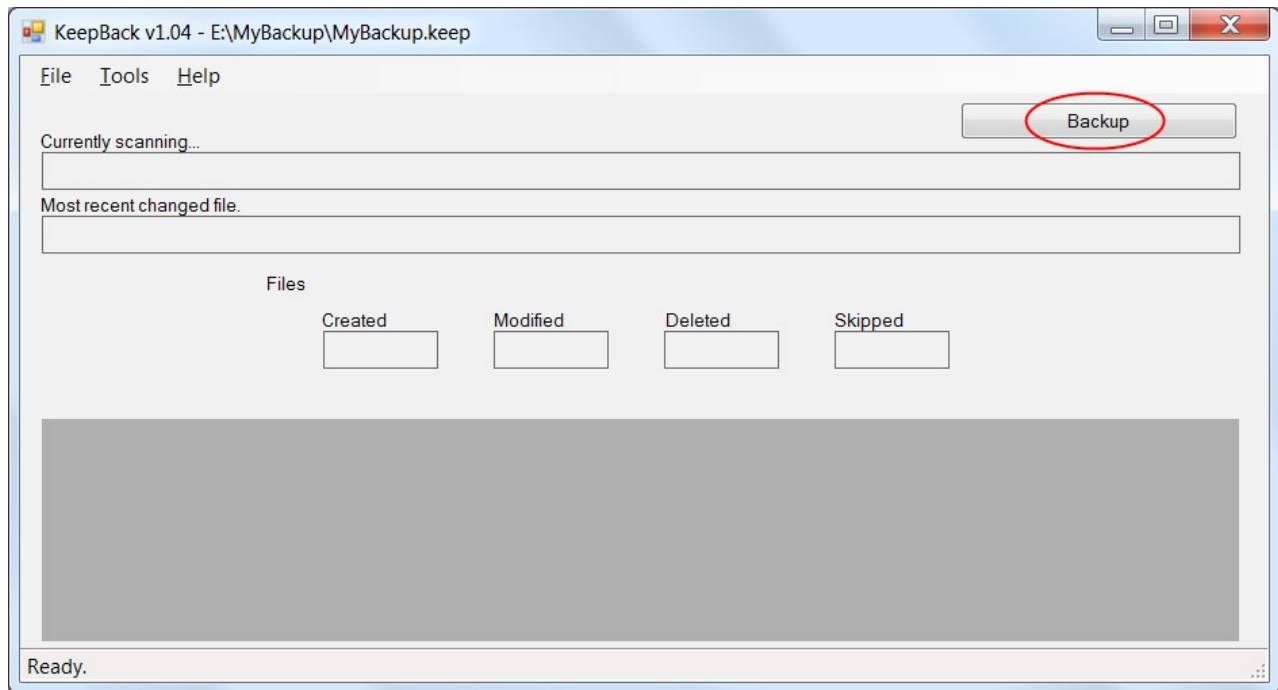 KeepBack v1.04 - E:\MyBackup\MyBackup.keep
File Tools Help
Backup
Currently scanning...
Most recent changed file.
Files
Created Modified Deleted Skipped
Ready.